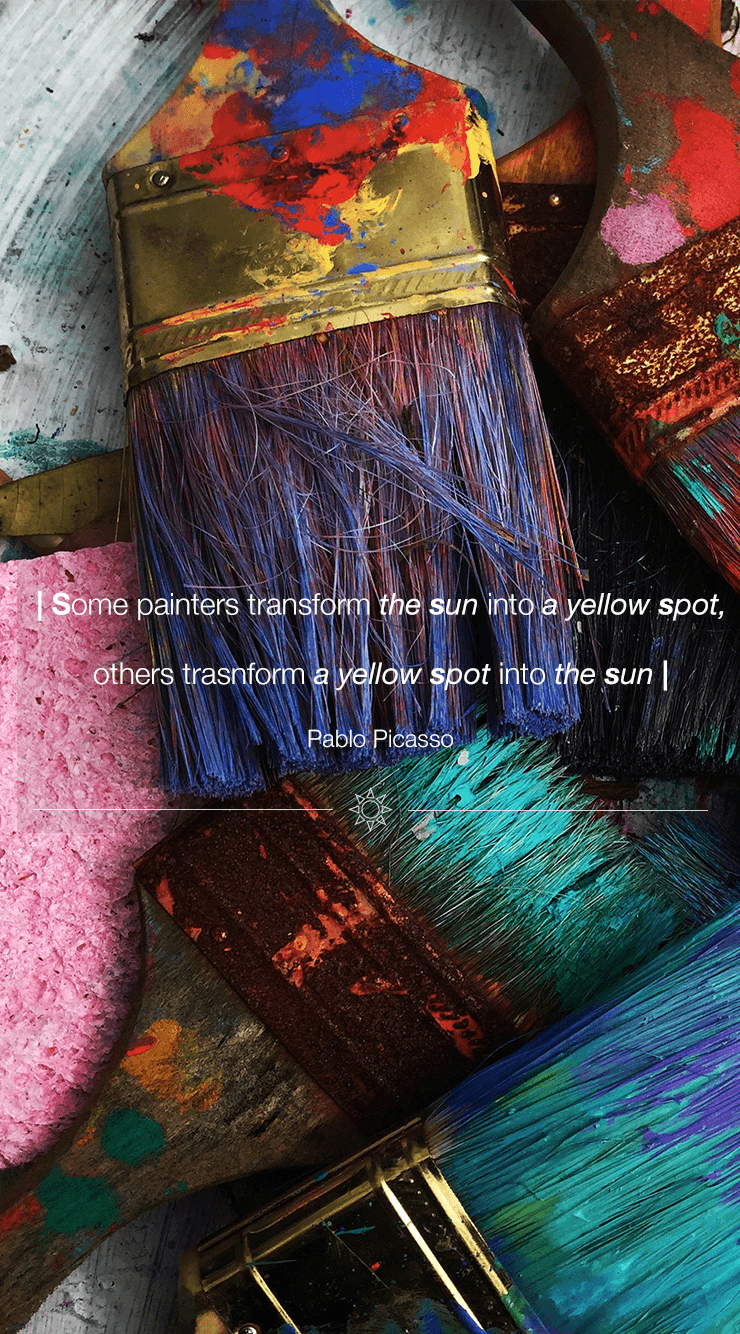 | Some painters transform the sun into a yellow spot,
others trasnform a yellow spot into the sun |
Pablo Picasso